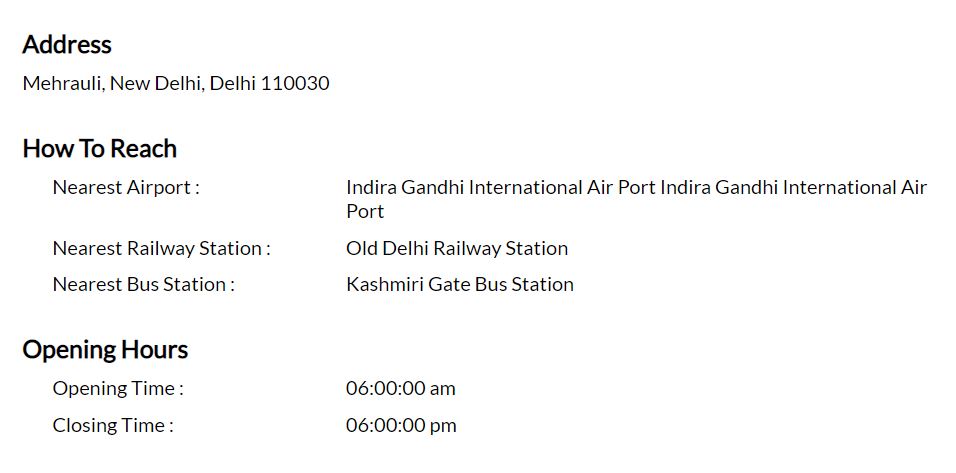 Address
Mehrauli, New Delhi, Delhi 110030
How To Reach
Nearest Airport : Indira Gandhi International Air Port Indira Gandhi International Air
Port
Nearest Railway Station : Old Delhi Railway Station
Nearest Bus Station : Kashmiri Gate Bus Station
Opening Hours
Opening Time : 06:00:00 am
Closing Time : 06:00:00 pm